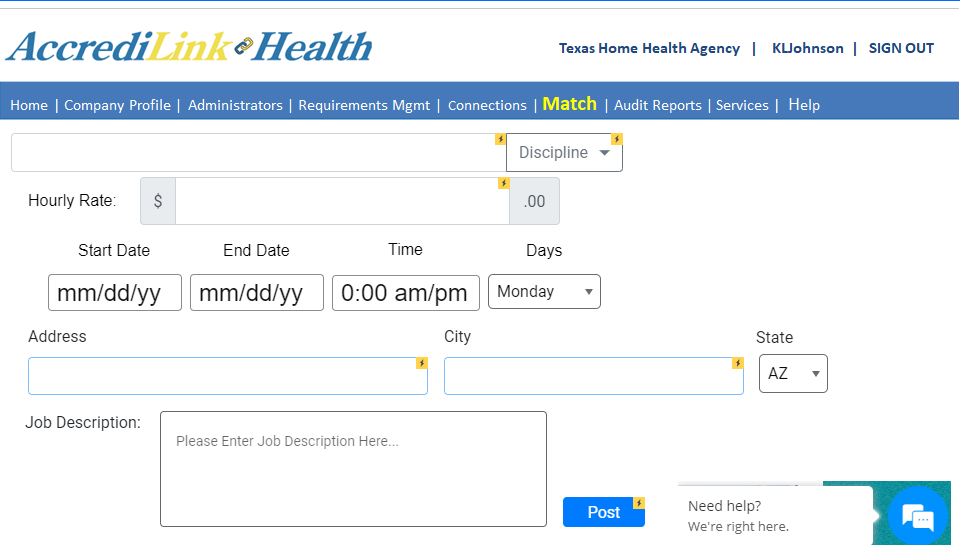 AccrediLink Health
Texas Home Health Agency | KLJohnson | SIGN OUT
Home | Company Profile | Administrators | Requirements Mgmt | Connections | Match | Audit Reports | Services | Help
Discipline
Hourly Rate: $ .00
Start Date End Date Time Days
mm/dd/yy mm/dd/yy 0:00 am/pm Monday
Address City State
AZ
Job Description:
Please Enter Job Description Here...
Post
Need help?
We're right here.